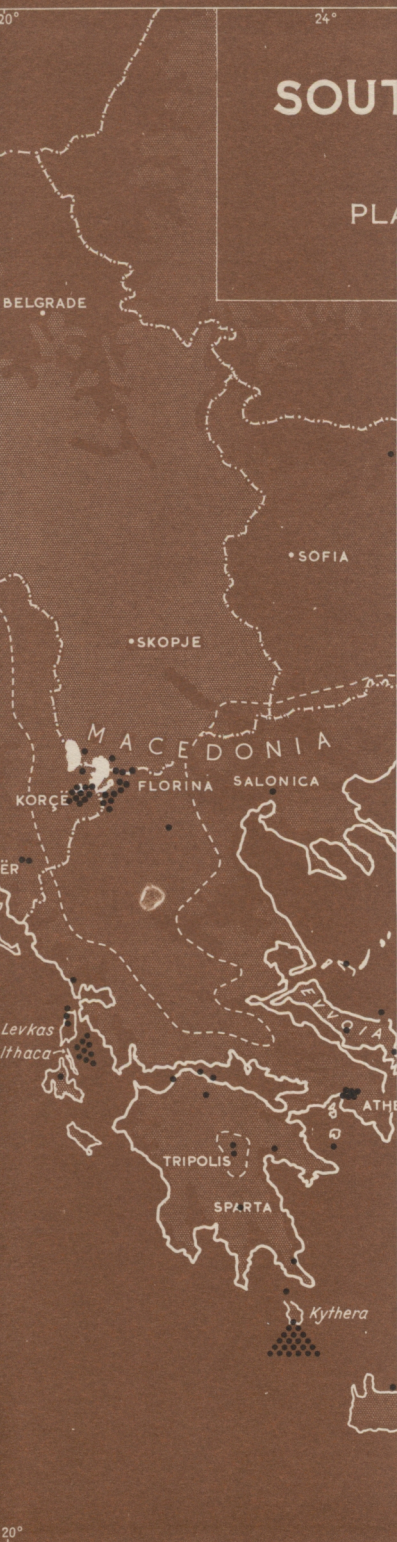 20°
24°
SOUT
PLA
BELGRADE
SOFIA
SKOPJE
MACEDONIA
FLORINA
SALONICA
KORÇË
ËR
EVVOIA
Levkas
Ithaca
ATHE
TRIPOLIS
SPARTA
Kythera
20°